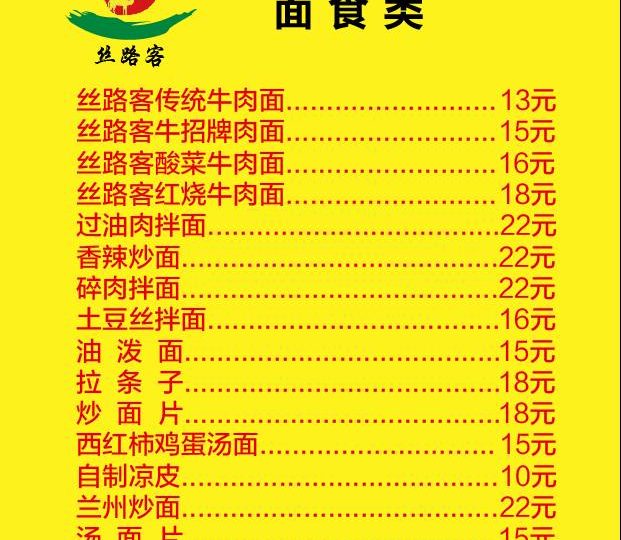 面食类
丝路客
丝路客传统牛肉面.......................... 13元
丝路客牛招牌肉面.......................... 15元
丝路客酸菜牛肉面.......................... 16元
丝路客红烧牛肉面.......................... 18元
过油肉拌面....................................22元
香辣炒面.......................................22元
碎肉拌面.......................................22元
土豆丝拌面....................................16元
油 泼 面.......................................15元
拉 条 子.......................................18元
炒 面 片.......................................18元
西红柿鸡蛋汤面............................. 15元
自制凉皮.......................................10元
兰州炒面.......................................22元
汤 面 片.......................................15元